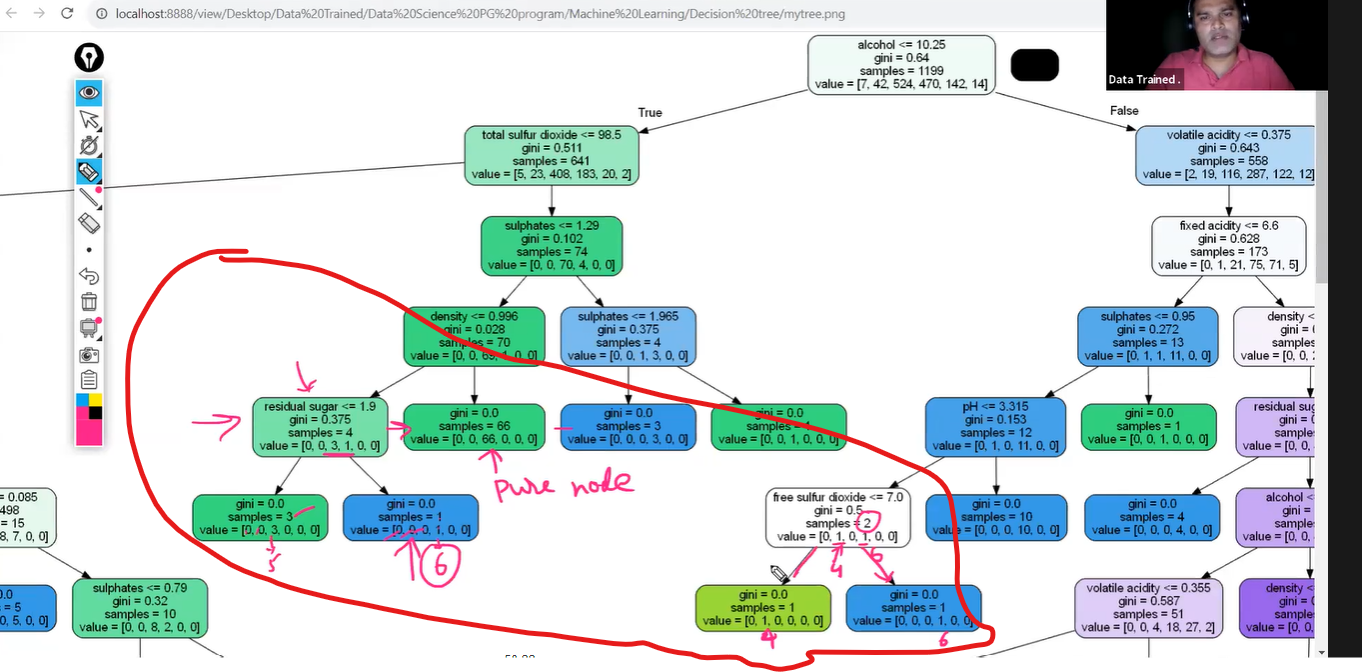 localhost:8888/view/Desktop/Data%20Trained/Data%20Science%20PG%20program/Machine%20Learning/Decision%20tree/mytree.png
Data Trained .
alcohol <= 10.25
gini = 0.64
samples = 1199
value = [7, 42, 524, 470, 142, 14]
True
False
total sulfur dioxide <= 98.5
gini = 0.511
samples = 641
value = [5, 23, 408, 183, 20, 2]
volatile acidity <= 0.375
gini = 0.643
samples = 558
value = [2, 19, 116, 287, 122, 12]
sulphates <= 1.29
gini = 0.102
samples = 74
value = [0, 0, 70, 4, 0, 0]
fixed acidity <= 6.6
gini = 0.628
samples = 173
value = [0, 1, 21, 75, 71, 5]
density <= 0.996
gini = 0.028
samples = 70
value = [0, 0, 69, 1, 0, 0]
sulphates <= 1.965
gini = 0.375
samples = 4
value = [0, 0, 1, 3, 0, 0]
sulphates <= 0.95
gini = 0.272
samples = 13
value = [0, 1, 1, 11, 0, 0]
density <
gini = 
samples
value = [0, 0, 
residual sugar <= 1.9
gini = 0.375
samples = 4
value = [0, 0, 3, 1, 0, 0]
gini = 0.0
samples = 66
value = [0, 0, 66, 0, 0, 0]
gini = 0.0
samples = 3
value = [0, 0, 0, 3, 0, 0]
gini = 0.0
samples = 1
value = [0, 0, 1, 0, 0, 0]
pH <= 3.315
gini = 0.153
samples = 12
value = [0, 1, 0, 11, 0, 0]
gini = 0.0
samples = 1
value = [0, 0, 1, 0, 0, 0]
residual sug
gini = 
sample
value = [0, 0,
pure node
= 0.085
498
= 15
8, 7, 0, 0]
gini = 0.0
samples = 3
value = [0, 0, 3, 0, 0, 0]
5
gini = 0.0
samples = 1
value = [0, 0, 0, 1, 0, 0]
6
free sulfur dioxide <= 7.0
gini = 0.5
samples = 2
value = [0, 1, 0, 1, 0, 0]
4
6
gini = 0.0
samples = 10
value = [0, 0, 0, 10, 0, 0]
gini = 0.0
samples = 4
value = [0, 0, 0, 4, 0, 0]
alcohol <
gini = 
sample
value = [0, 0,
0.0
= 5
0, 5, 0, 0]
sulphates <= 0.79
gini = 0.32
samples = 10
value = [0, 0, 8, 2, 0, 0]
gini = 0.0
samples = 1
value = [0, 1, 0, 0, 0, 0]
4
gini = 0.0
samples = 1
value = [0, 0, 0, 1, 0, 0]
6
volatile acidity <= 0.355
gini = 0.587
samples = 51
value = [0, 0, 4, 18, 27, 2]
density <
gini = 
samples
value = [0, 0,